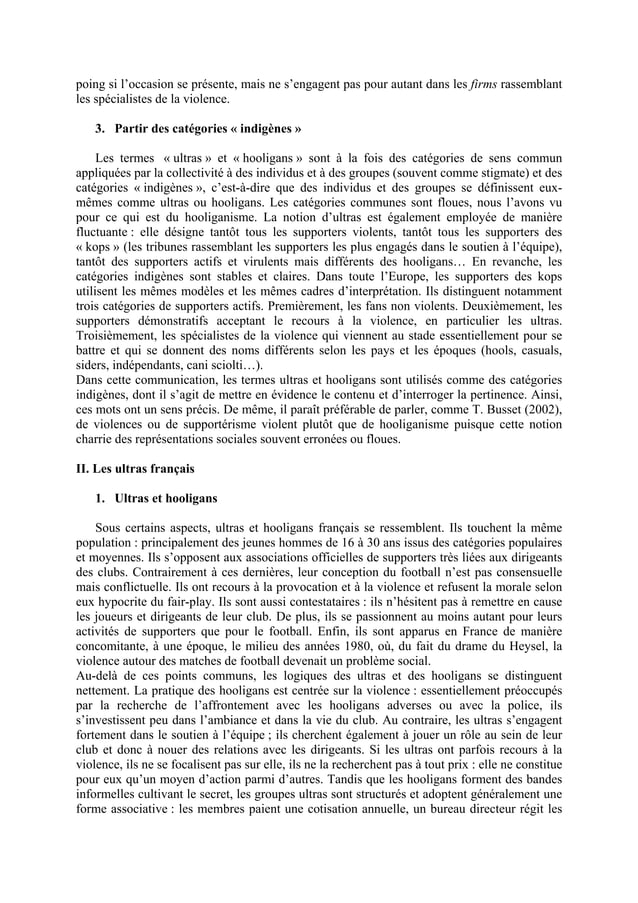 poing si l’occasion se présente, mais ne s’engagent pas pour autant dans les firms rassemblant
les spécialistes de la violence.
3. Partir des catégories « indigènes »
Les termes « ultras » et « hooligans » sont à la fois des catégories de sens commun
appliquées par la collectivité à des individus et à des groupes (souvent comme stigmate) et des
catégories « indigènes », c’est-à-dire que des individus et des groupes se définissent eux-
mêmes comme ultras ou hooligans. Les catégories communes sont floues, nous l’avons vu
pour ce qui est du hooliganisme. La notion d’ultras est également employée de manière
fluctuante : elle désigne tantôt tous les supporters violents, tantôt tous les supporters des
« kops » (les tribunes rassemblant les supporters les plus engagés dans le soutien à l’équipe),
tantôt des supporters actifs et virulents mais différents des hooligans… En revanche, les
catégories indigènes sont stables et claires. Dans toute l’Europe, les supporters des kops
utilisent les mêmes modèles et les mêmes cadres d’interprétation. Ils distinguent notamment
trois catégories de supporters actifs. Premièrement, les fans non violents. Deuxièmement, les
supporters démonstratifs acceptant le recours à la violence, en particulier les ultras.
Troisièmement, les spécialistes de la violence qui viennent au stade essentiellement pour se
battre et qui se donnent des noms différents selon les pays et les époques (hools, casuals,
siders, indépendants, cani sciolti…).
Dans cette communication, les termes ultras et hooligans sont utilisés comme des catégories
indigènes, dont il s’agit de mettre en évidence le contenu et d’interroger la pertinence. Ainsi,
ces mots ont un sens précis. De même, il paraît préférable de parler, comme T. Busset (2002),
de violences ou de supportérisme violent plutôt que de hooliganisme puisque cette notion
charrie des représentations sociales souvent erronées ou floues.
II. Les ultras français
1. Ultras et hooligans
Sous certains aspects, ultras et hooligans français se ressemblent. Ils touchent la même
population : principalement des jeunes hommes de 16 à 30 ans issus des catégories populaires
et moyennes. Ils s’opposent aux associations officielles de supporters très liées aux dirigeants
des clubs. Contrairement à ces dernières, leur conception du football n’est pas consensuelle
mais conflictuelle. Ils ont recours à la provocation et à la violence et refusent la morale selon
eux hypocrite du fair-play. Ils sont aussi contestataires : ils n’hésitent pas à remettre en cause
les joueurs et dirigeants de leur club. De plus, ils se passionnent au moins autant pour leurs
activités de supporters que pour le football. Enfin, ils sont apparus en France de manière
concomitante, à une époque, le milieu des années 1980, où, du fait du drame du Heysel, la
violence autour des matches de football devenait un problème social.
Au-delà de ces points communs, les logiques des ultras et des hooligans se distinguent
nettement. La pratique des hooligans est centrée sur la violence : essentiellement préoccupés
par la recherche de l’affrontement avec les hooligans adverses ou avec la police, ils
s’investissent peu dans l’ambiance et dans la vie du club. Au contraire, les ultras s’engagent
fortement dans le soutien à l’équipe ; ils cherchent également à jouer un rôle au sein de leur
club et donc à nouer des relations avec les dirigeants. Si les ultras ont parfois recours à la
violence, ils ne se focalisent pas sur elle, ils ne la recherchent pas à tout prix : elle ne constitue
pour eux qu’un moyen d’action parmi d’autres. Tandis que les hooligans forment des bandes
informelles cultivant le secret, les groupes ultras sont structurés et adoptent généralement une
forme associative : les membres paient une cotisation annuelle, un bureau directeur régit les